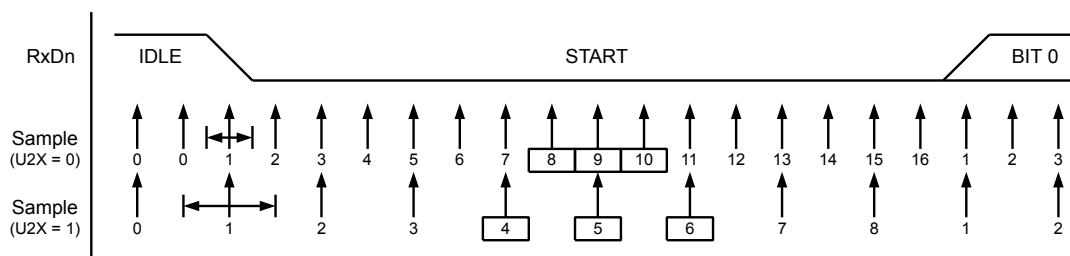 RxDn IDLE START BIT 0
Sample
(U2X = 0)
0 0 1 2 3 4 5 6 7 8 9 10 11 12 13 14 15 16 1 2 3
Sample
(U2X = 1)
0 1 2 3 4 5 6 7 8 1 2